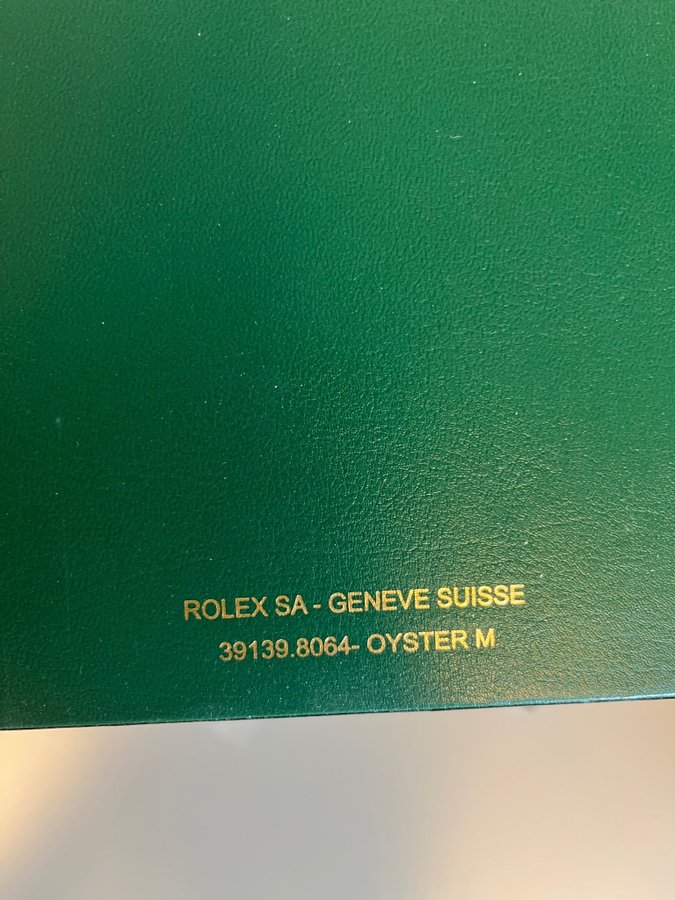 ROLEX SA - GENEVE SUISSE
39139.8064- OYSTER M